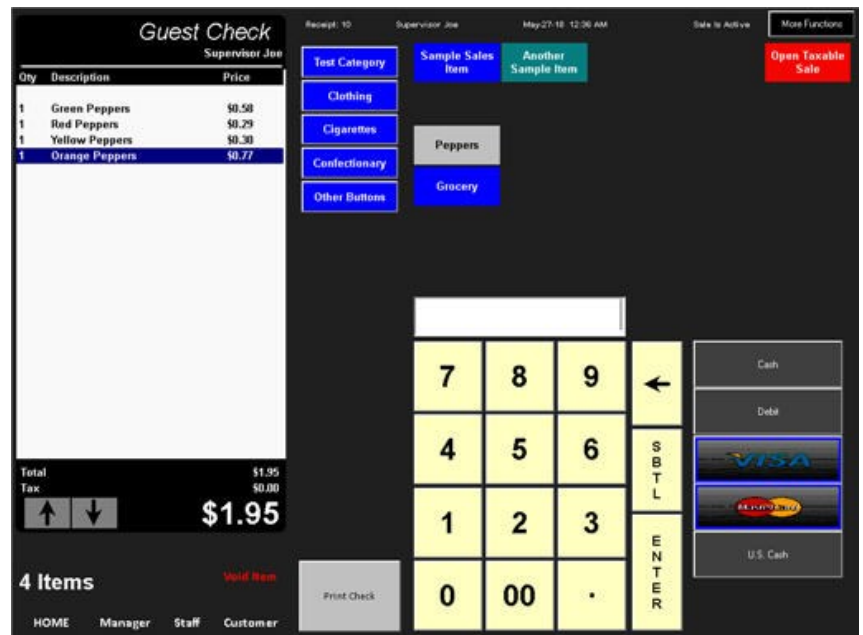 Guest Check
Supervisor Joe
Qty Description Price
1 Green Peppers $0.58
1 Red Peppers $0.29
1 Yellow Peppers $0.30
1 Orange Peppers $0.77
Total $1.95
Tax $0.00
$1.95
4 Items
Void Item
HOME Manager Staff Customer
Receipt: 10 Supervisor Joe May-27-18 12:36 AM Sale Is Active
More Functions
Test Category
Clothing
Cigarettes
Confectionary
Other Buttons
Sample Sales
Item
Another
Sample Item
Open Taxable
Sale
Peppers
Grocery
7 8 9
4 5 6
1 2 3
0 00 .
←
SBTL
ENTER
Print Check
Cash
Debit
VISA
MasterCard
U.S. Cash